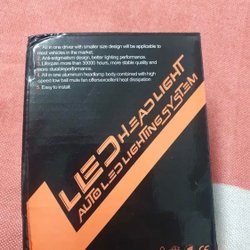 1. All in one driver with smaller size design will be applicable to
most vehicles in the market.
2. Anti-astigmatism design, better lighting performance.
3. Lifespan more than 30000 hours, more stable quality and
more durable performance.
4. All in one aluminum headlamp body combined with high
speed low ball mute fan offers excellent heat dissipation
5. Easy to install
LED HEADLIGHT
AUTO LED LIGHTING SYSTEM
CE